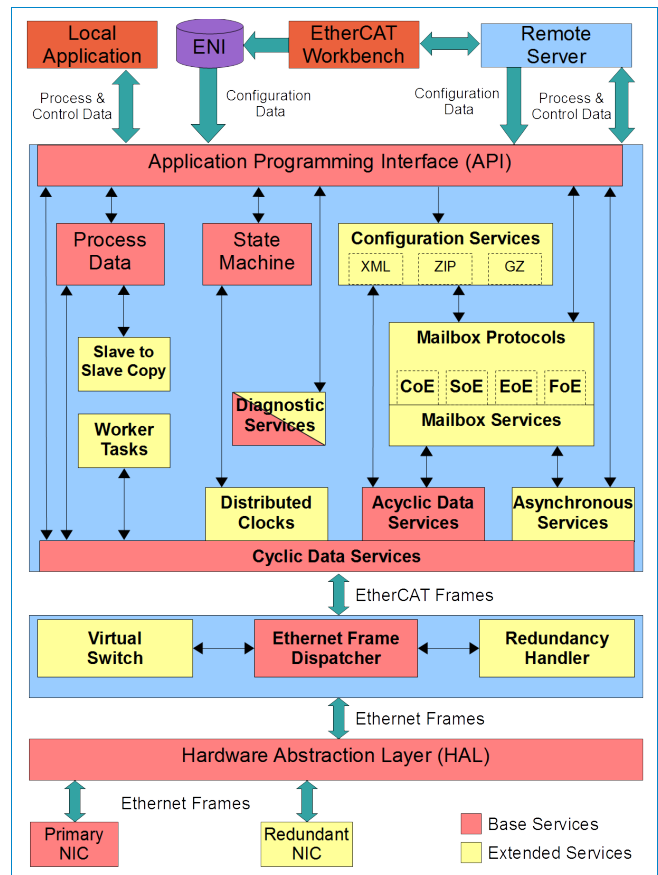 Local
Application
ENI
EtherCAT
Workbench
Remote
Server
Process &
Control Data
Configuration
Data
Configuration
Data
Process &
Control Data
Application Programming Interface (API)
Process
Data
State
Machine
Configuration Services
XML
ZIP
GZ
Slave to
Slave Copy
Mailbox Protocols
CoE
SoE
EoE
FoE
Mailbox Services
Diagnostic
Services
Worker
Tasks
Distributed
Clocks
Acyclic Data
Services
Asynchronous
Services
Cyclic Data Services
EtherCAT Frames
Virtual
Switch
Ethernet Frame
Dispatcher
Redundancy
Handler
Ethernet Frames
Hardware Abstraction Layer (HAL)
Ethernet Frames
Primary
NIC
Redundant
NIC
Base Services
Extended Services